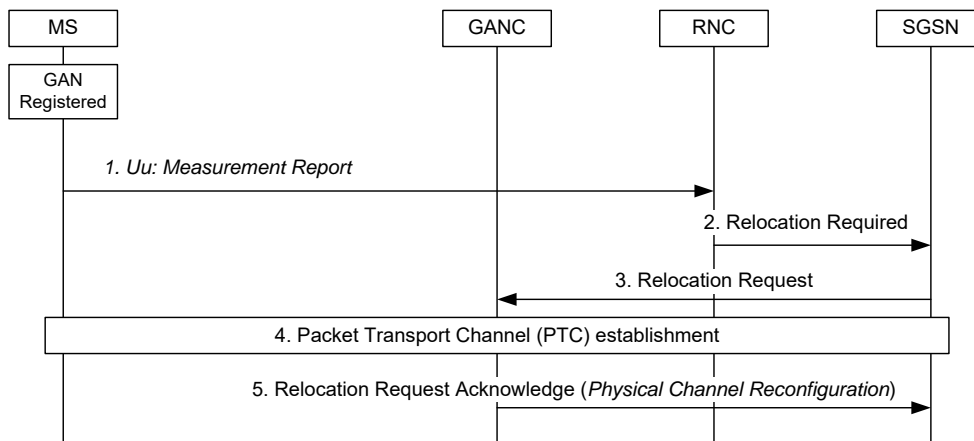 MS GANC RNC SGSN
GAN
Registered
1. Uu: Measurement Report
2. Relocation Required
3. Relocation Request
4. Packet Transport Channel (PTC) establishment
5. Relocation Request Acknowledge (Physical Channel Reconfiguration)